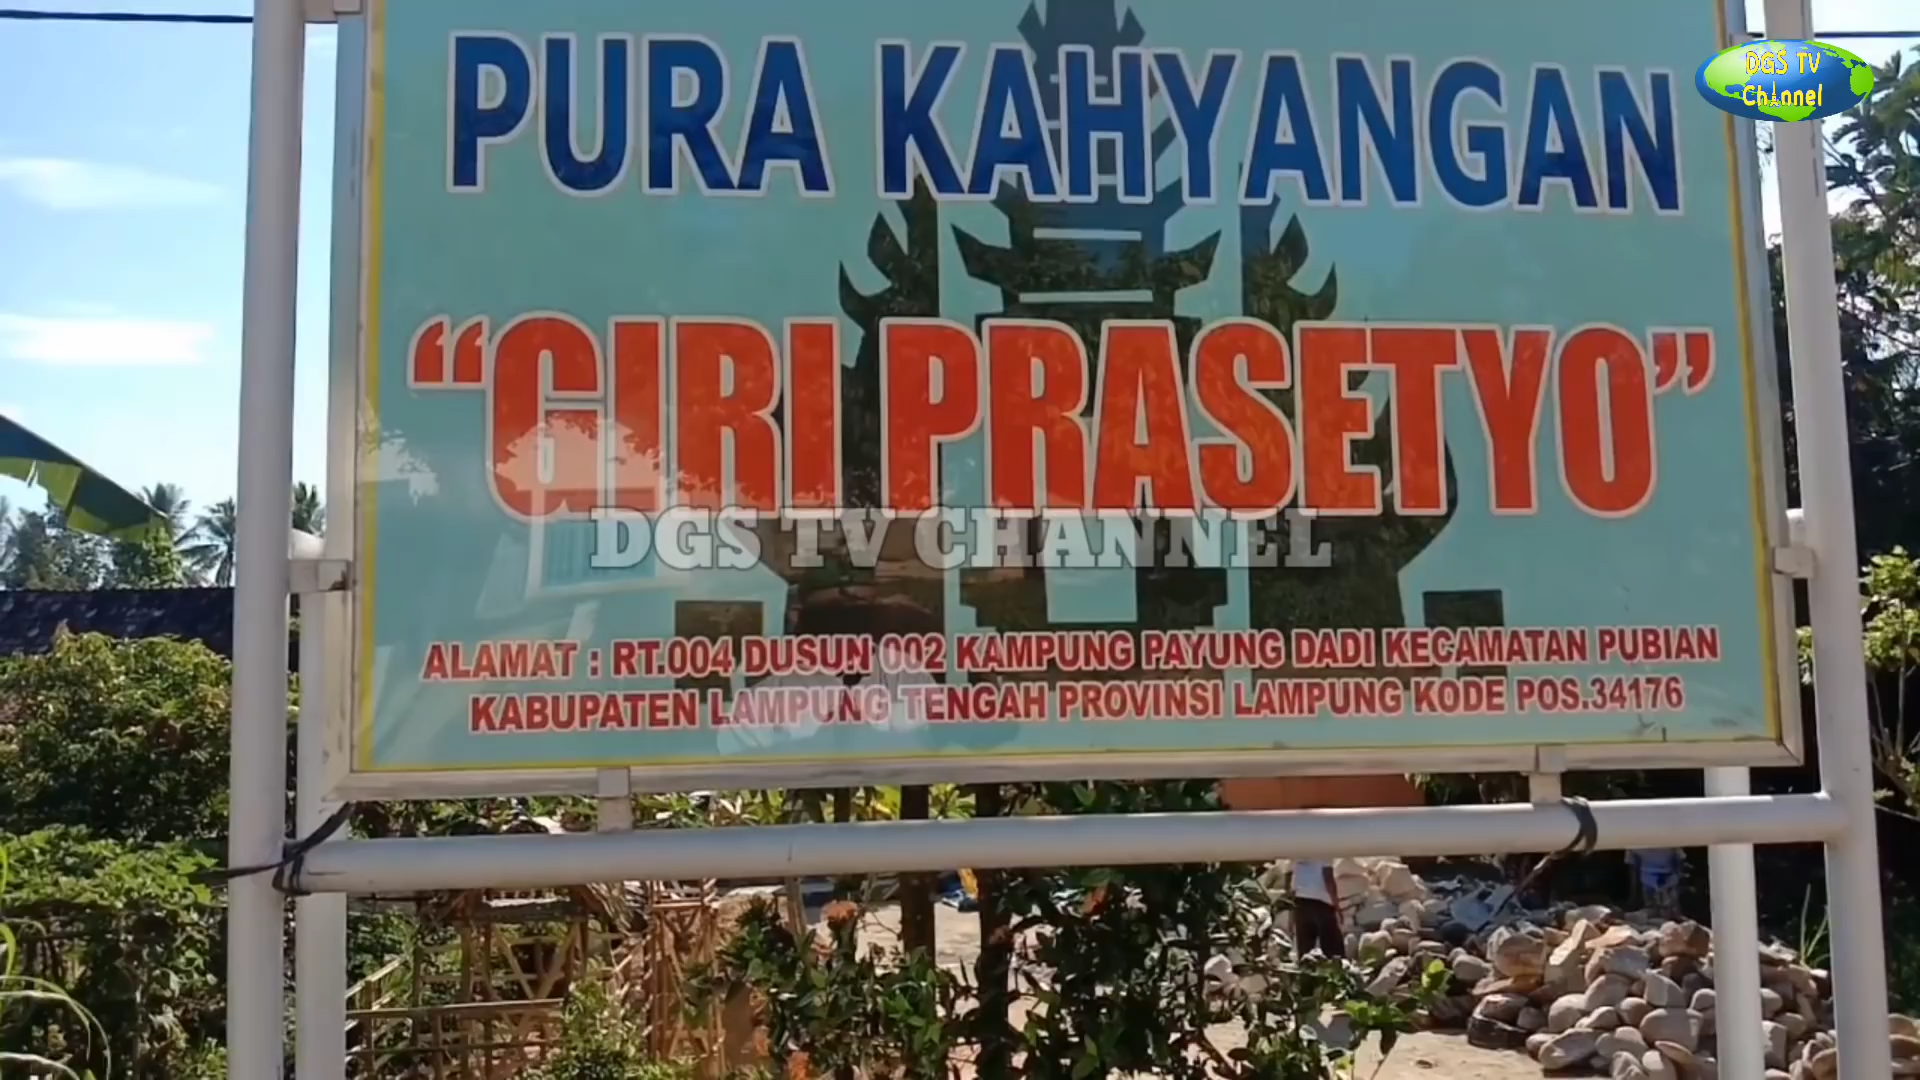 PURA KAHYANGAN
DGS TV
Channel
“GIRI PRASETYO”
DGS TV CHANNEL
ALAMAT : RT.004 DUSUN 002 KAMPUNG PAYUNG DADI KECAMATAN PUBIAN
KABUPATEN LAMPUNG TENGAH PROVINSI LAMPUNG KODE POS.34176